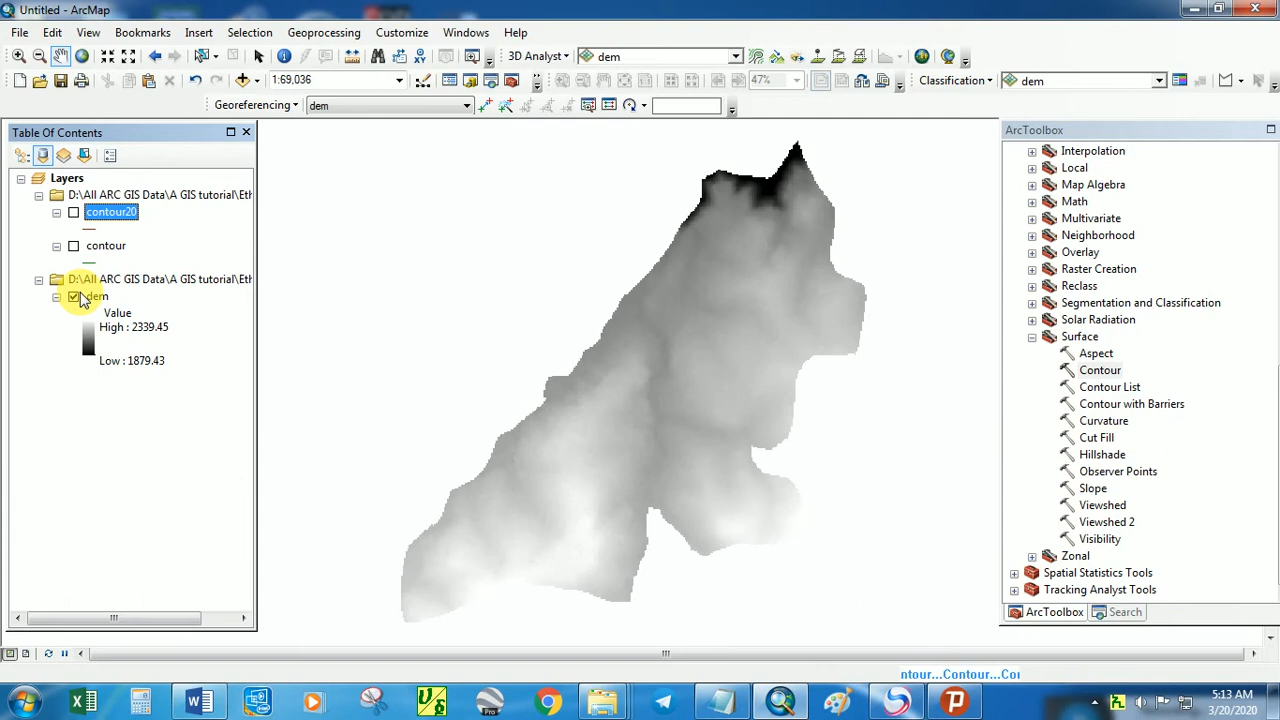 Untitled - ArcMap
File Edit View Bookmarks Insert Selection Geoprocessing Customize Windows Help
3D Analyst dem
1:69,036 47% Classification dem
Georeferencing dem
Table Of Contents
Layers
D:\All ARC GIS Data\A GIS tutorial\Eth
contour20
contour
D:\All ARC GIS Data\A GIS tutorial\Eth
dem
Value
High : 2339.45
Low : 1879.43
ArcToolbox
Interpolation
Local
Map Algebra
Math
Multivariate
Neighborhood
Overlay
Raster Creation
Reclass
Segmentation and Classification
Solar Radiation
Surface
Aspect
Contour
Contour List
Contour with Barriers
Curvature
Cut Fill
Hillshade
Observer Points
Slope
Viewshed
Viewshed 2
Visibility
Zonal
Spatial Statistics Tools
Tracking Analyst Tools
ArcToolbox Search
ntour...Contour...Co
Pro
5:13 AM
3/20/2020